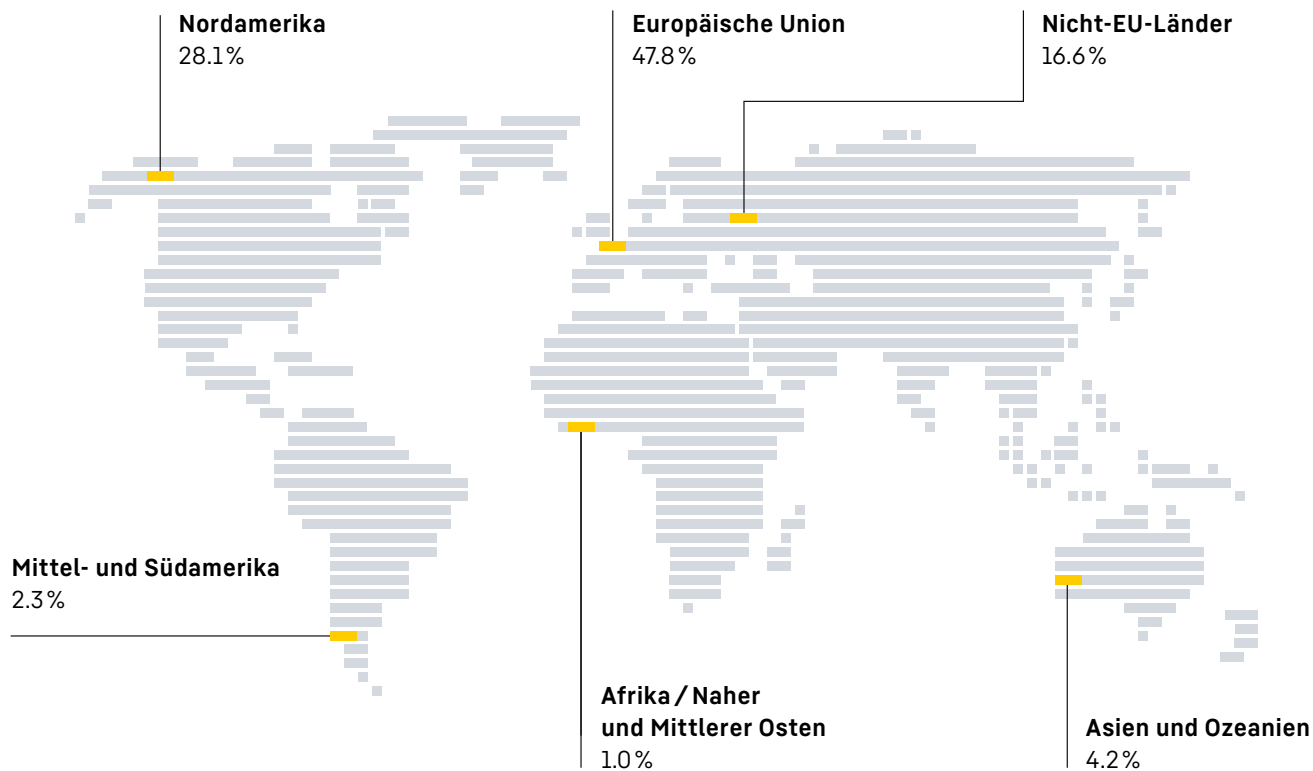 Nordamerika
28.1 %
Europäische Union
47.8 %
Nicht-EU-Länder
16.6 %
Mittel- und Südamerika
2.3 %
Afrika / Naher
und Mittlerer Osten
1.0 %
Asien und Ozeanien
4.2 %